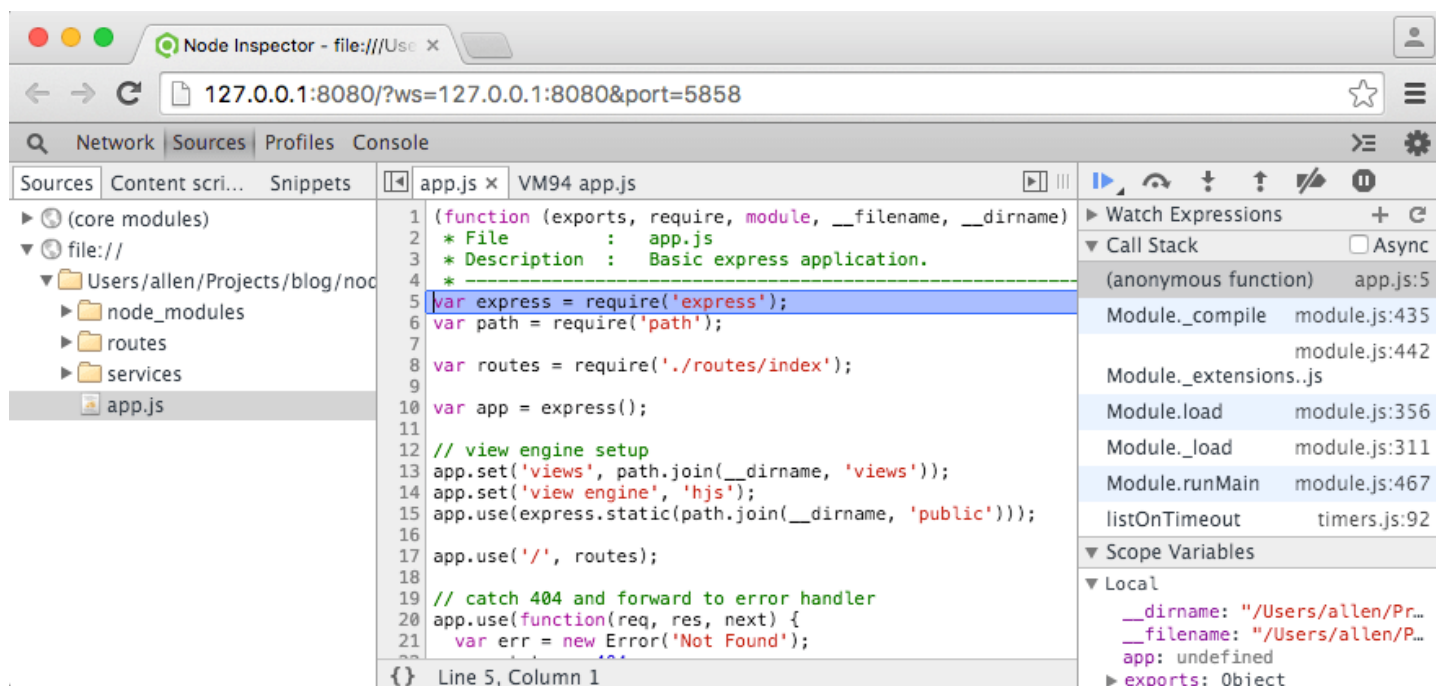 Node Inspector - file:///Use
127.0.0.1:8080/?ws=127.0.0.1:8080&port=5858
Network Sources Profiles Console
Sources Content scri... Snippets
(core modules)
file://
Users/allen/Projects/blog/nod
node_modules
routes
services
app.js
app.js × VM94 app.js
1 (function (exports, require, module, __filename, __dirname)
2 * File : app.js
3 * Description : Basic express application.
4 * ------------------------------------------------------------
5 var express = require('express');
6 var path = require('path');
7
8 var routes = require('./routes/index');
9
10 var app = express();
11
12 // view engine setup
13 app.set('views', path.join(__dirname, 'views'));
14 app.set('view engine', 'hjs');
15 app.use(express.static(path.join(__dirname, 'public')));
16
17 app.use('/', routes);
18
19 // catch 404 and forward to error handler
20 app.use(function(req, res, next) {
21 var err = new Error('Not Found');
{} Line 5, Column 1
Watch Expressions
Call Stack Async
(anonymous function) app.js:5
Module._compile module.js:435
module.js:442
Module._extensions..js
Module.load module.js:356
Module._load module.js:311
Module.runMain module.js:467
listOnTimeout timers.js:92
Scope Variables
Local
__dirname: "/Users/allen/Pr…
__filename: "/Users/allen/P…
app: undefined
exports: Object